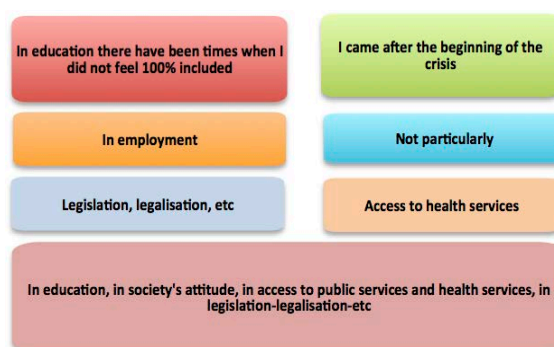 In education there have been times when I
did not feel 100% included
I came after the beginning of the
crisis
In employment
Not particularly
Legislation, legalisation, etc
Access to health services
In education, in society's attitude, in access to public services and health services, in
legislation-legalisation-etc